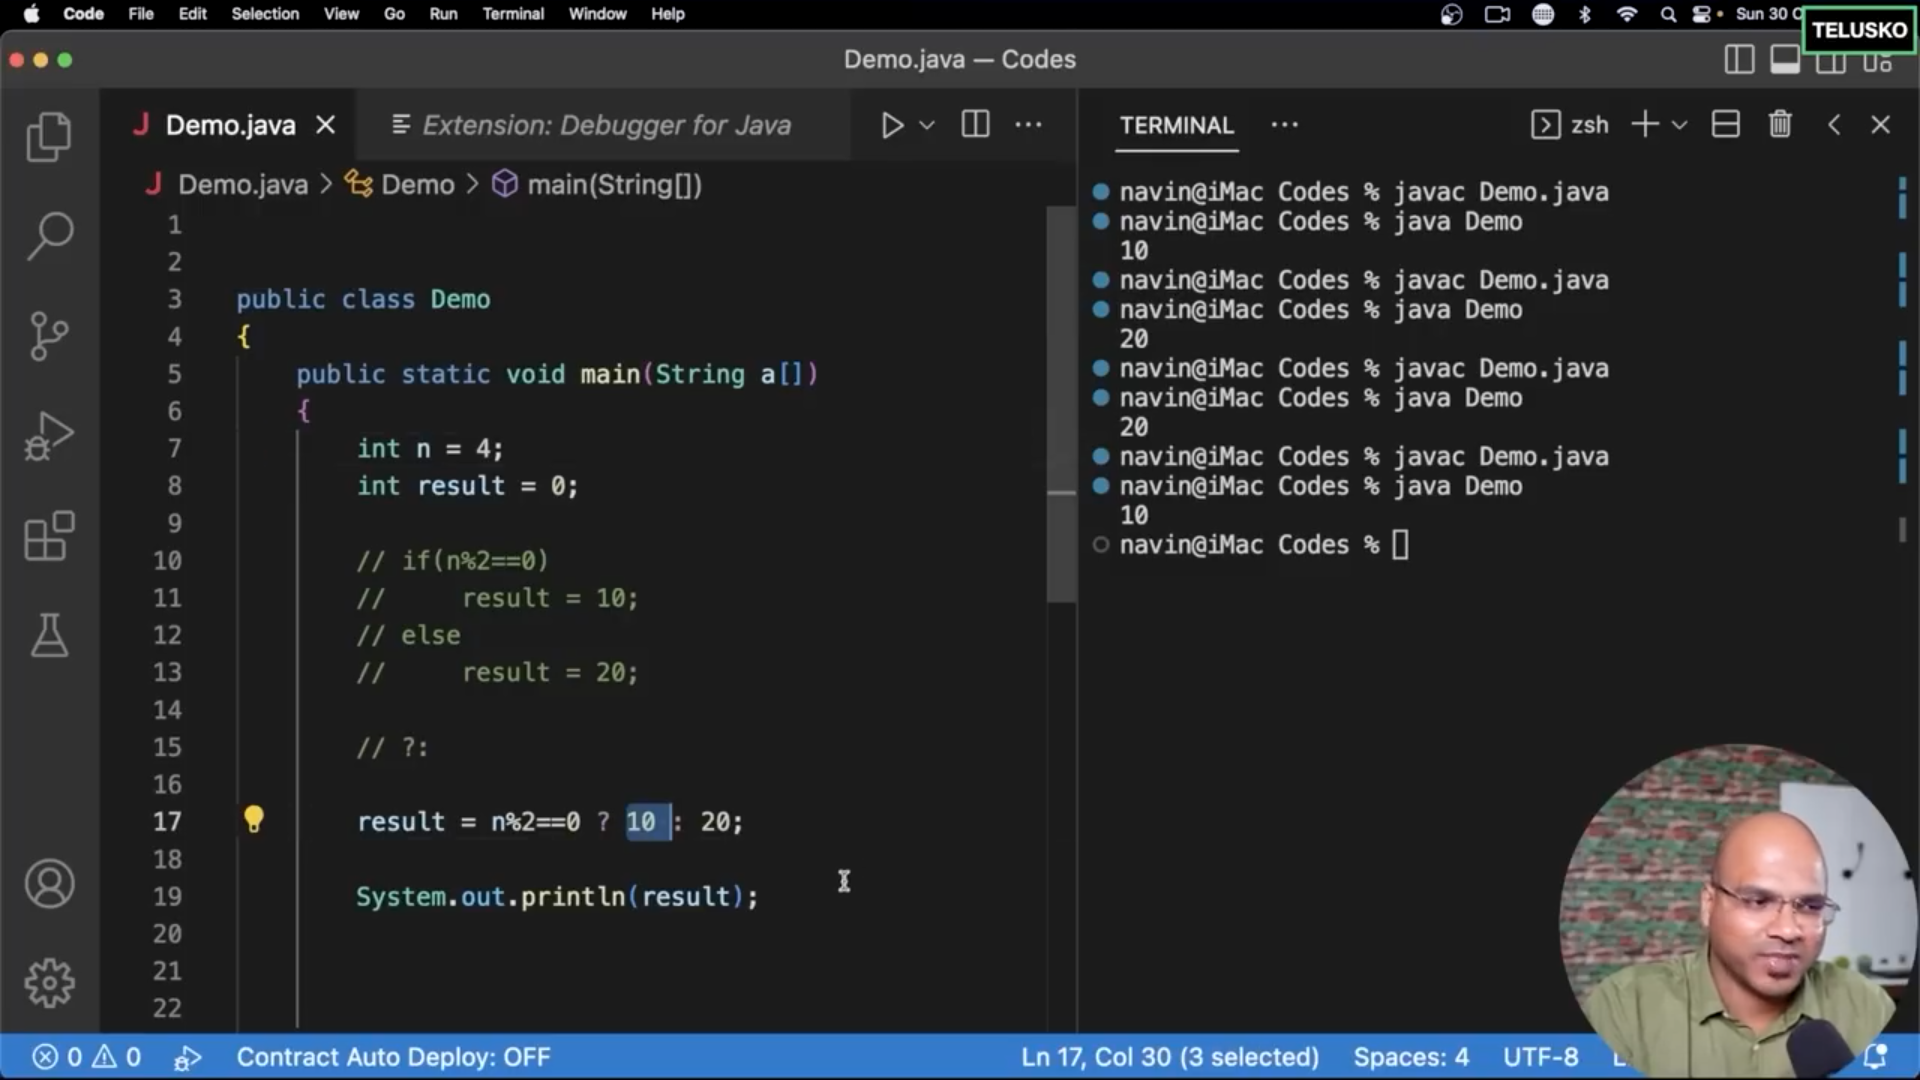 Code File Edit Selection View Go Run Terminal Window Help Sun 30
TELUSKO
Demo.java — Codes
Demo.java Extension: Debugger for Java
Demo.java > Demo > main(String[])
1
2
3 public class Demo
4 {
5 public static void main(String a[])
6 {
7 int n = 4;
8 int result = 0;
9
10 // if(n%2==0)
11 // result = 10;
12 // else
13 // result = 20;
14
15 // ?:
16
17 result = n%2==0 ? 10 : 20;
18
19 System.out.println(result);
20
21
22
TERMINAL ··· zsh
navin@iMac Codes % javac Demo.java
navin@iMac Codes % java Demo
10
navin@iMac Codes % javac Demo.java
navin@iMac Codes % java Demo
20
navin@iMac Codes % javac Demo.java
navin@iMac Codes % java Demo
20
navin@iMac Codes % javac Demo.java
navin@iMac Codes % java Demo
10
navin@iMac Codes %
0 0 Contract Auto Deploy: OFF Ln 17, Col 30 (3 selected) Spaces: 4 UTF-8